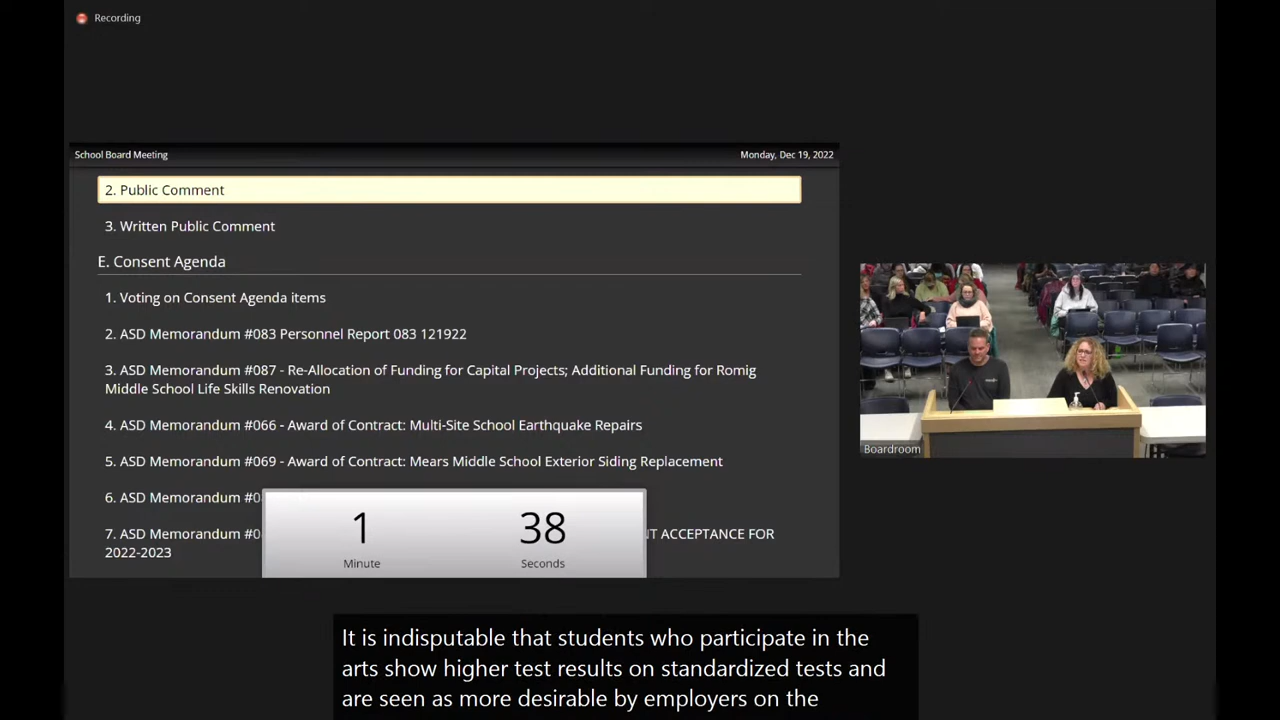 Recording
School Board Meeting
Monday, Dec 19, 2022
2. Public Comment
3. Written Public Comment
E. Consent Agenda
1. Voting on Consent Agenda items
2. ASD Memorandum #083 Personnel Report 083 121922
3. ASD Memorandum #087 - Re-Allocation of Funding for Capital Projects; Additional Funding for Romig
Middle School Life Skills Renovation
4. ASD Memorandum #066 - Award of Contract: Multi-Site School Earthquake Repairs
5. ASD Memorandum #069 - Award of Contract: Mears Middle School Exterior Siding Replacement
6. ASD Memorandum #0
7. ASD Memorandum #0
NT ACCEPTANCE FOR
2022-2023
1
38
Minute
Seconds
Boardroom
It is indisputable that students who participate in the
arts show higher test results on standardized tests and
are seen as more desirable by employers on the